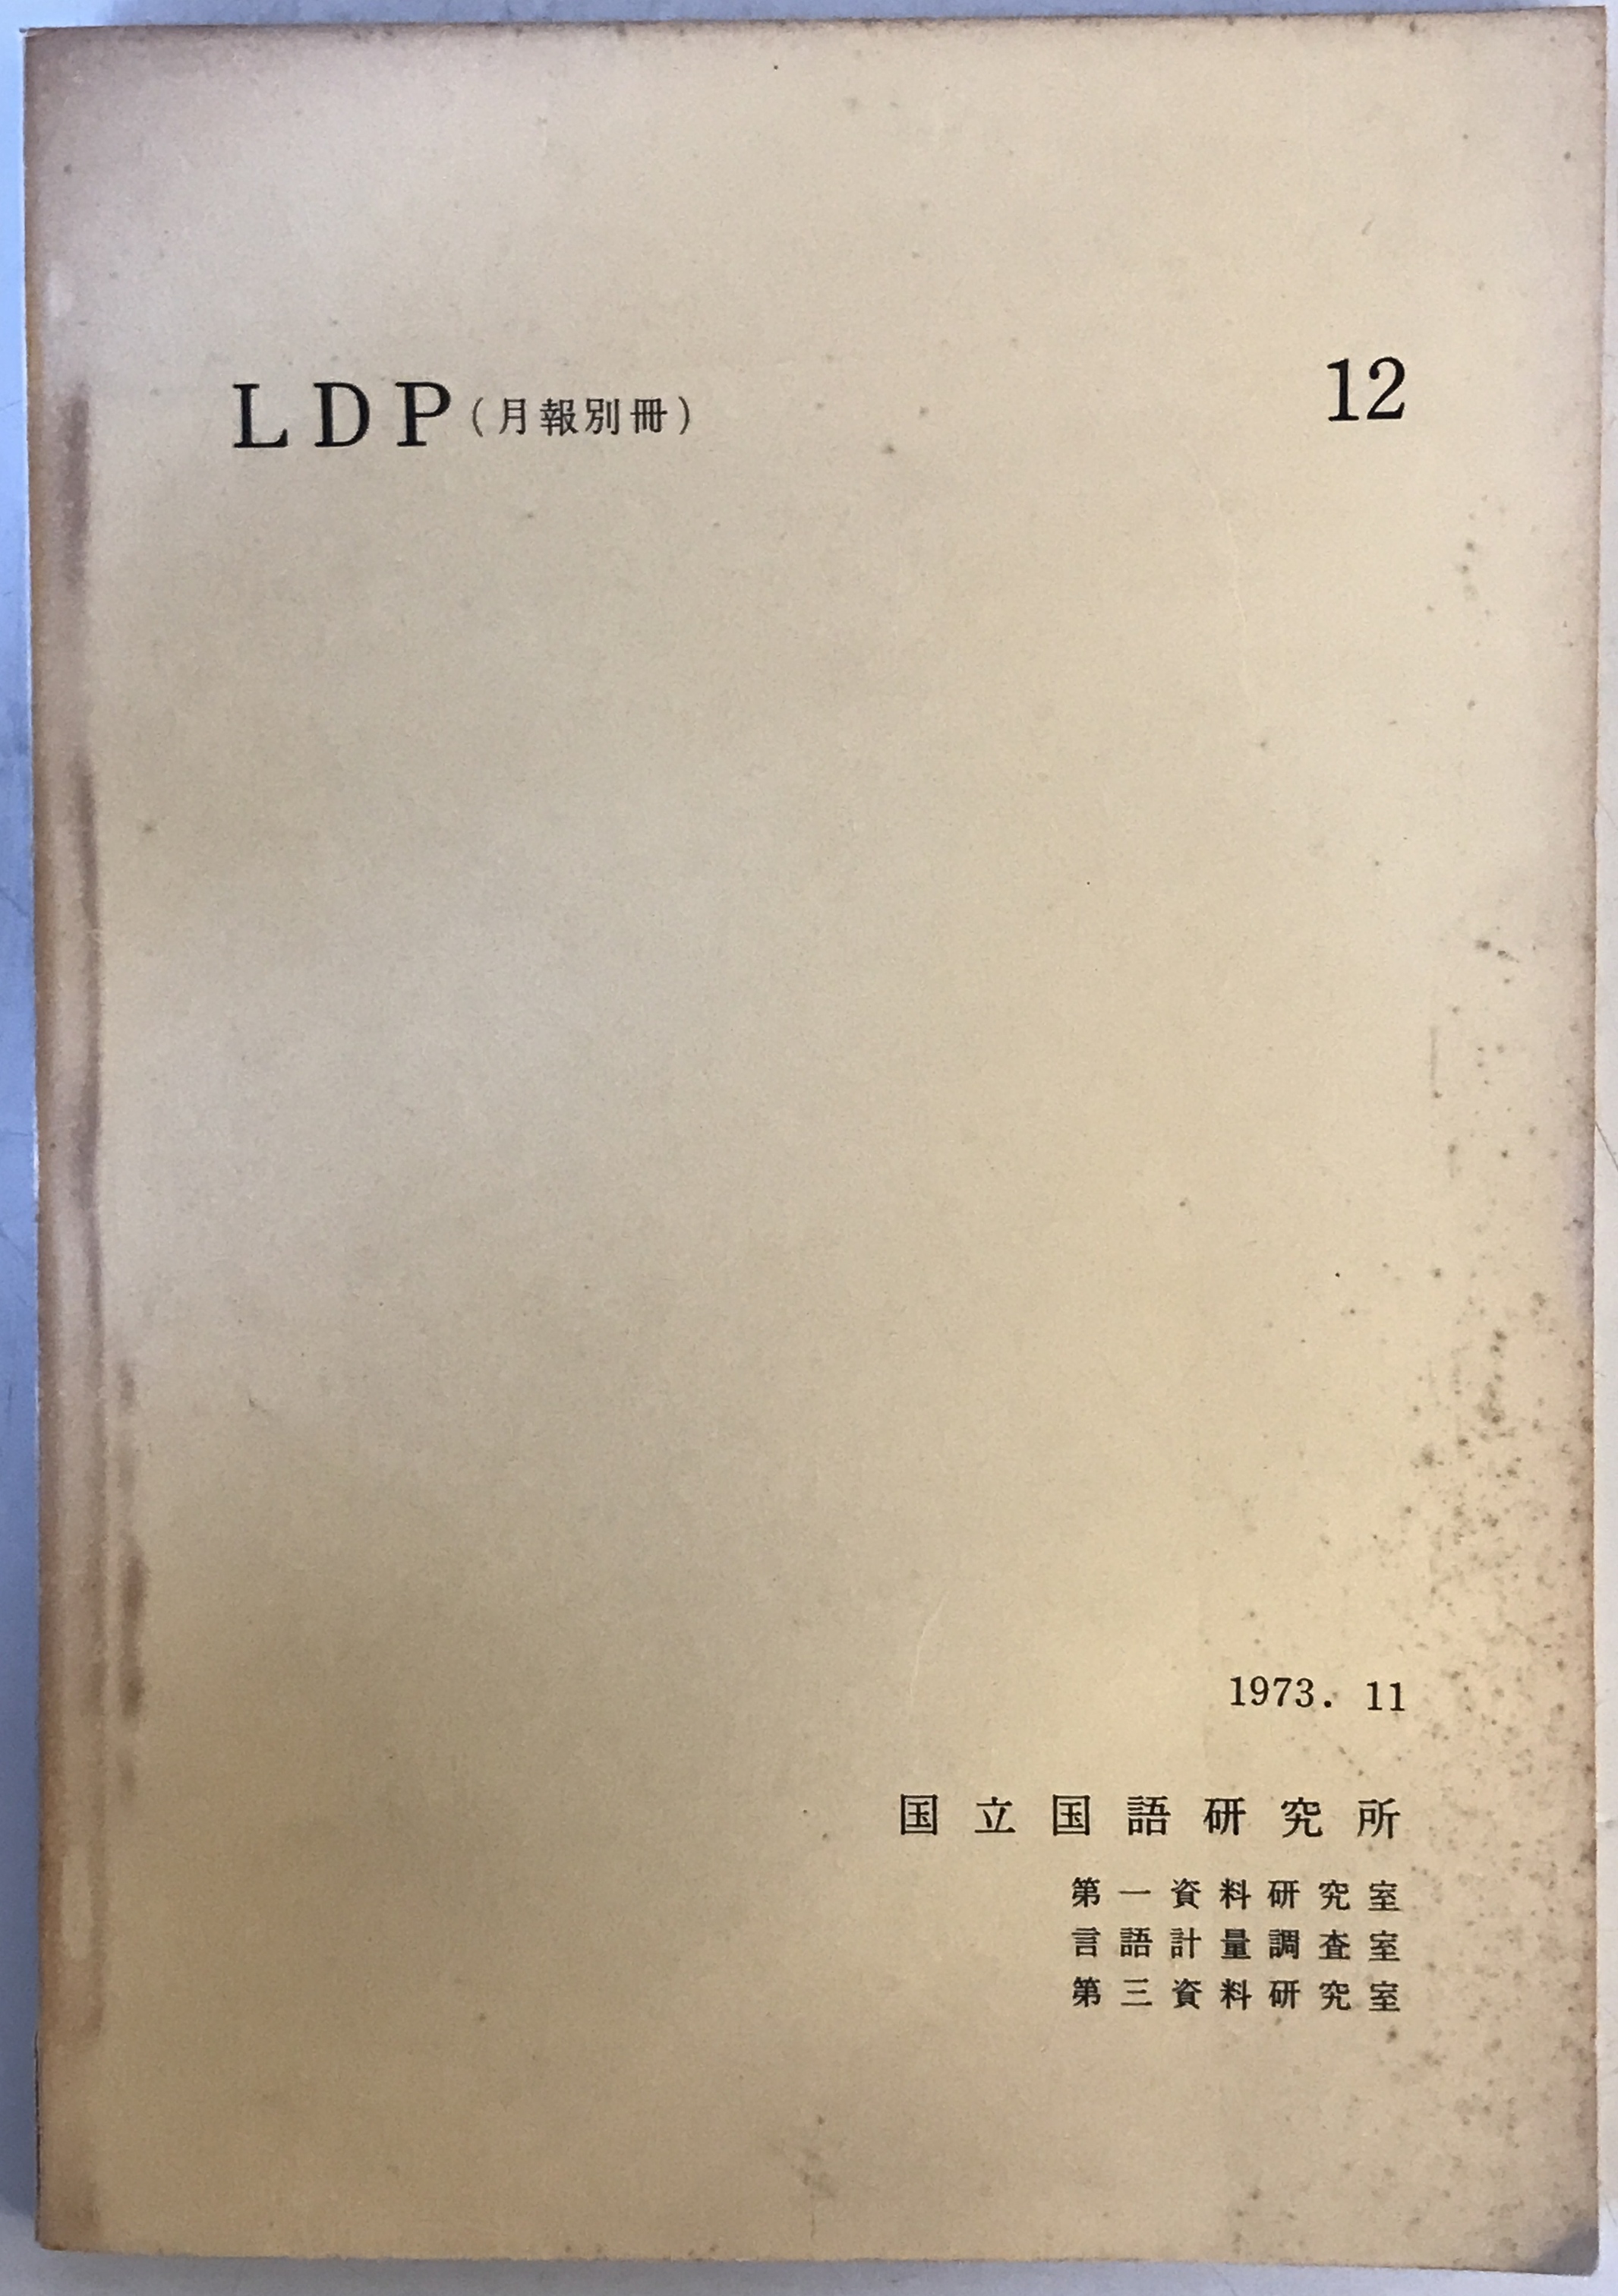 LDP(月報別冊) 12
1973. 11
国立国語研究所
第一資料研究室
言語計量調査室
第三資料研究室